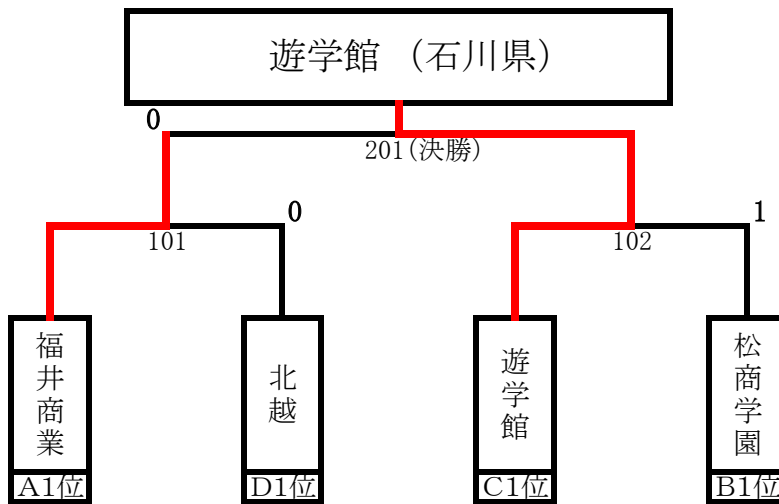 遊学館 （石川県）
0
201(決勝)
0
1
101
102
福井商業
北越
遊学館
松商学園
A1位
D1位
C1位
B1位